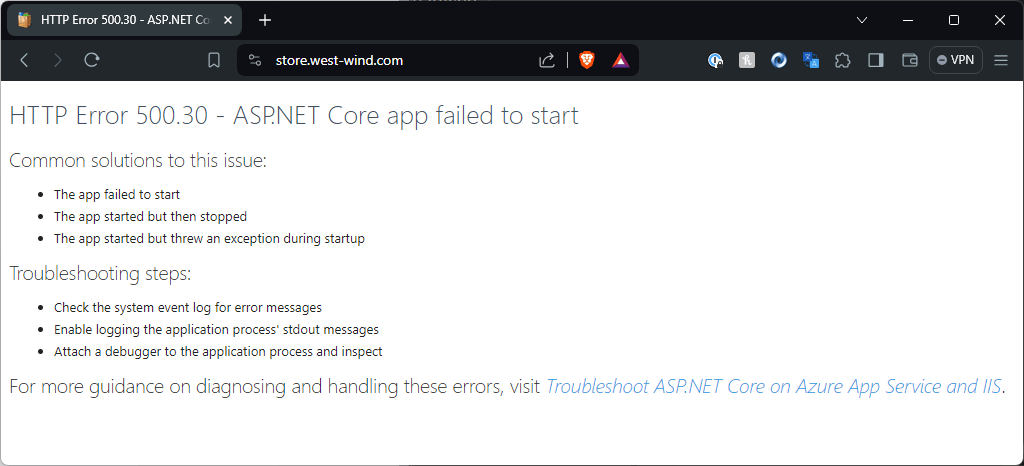 HTTP Error 500.30 - ASP.NET Co
store.west-wind.com
VPN
HTTP Error 500.30 - ASP.NET Core app failed to start
Common solutions to this issue:
• The app failed to start
• The app started but then stopped
• The app started but threw an exception during startup
Troubleshooting steps:
• Check the system event log for error messages
• Enable logging the application process' stdout messages
• Attach a debugger to the application process and inspect
For more guidance on diagnosing and handling these errors, visit Troubleshoot ASP.NET Core on Azure App Service and IIS.